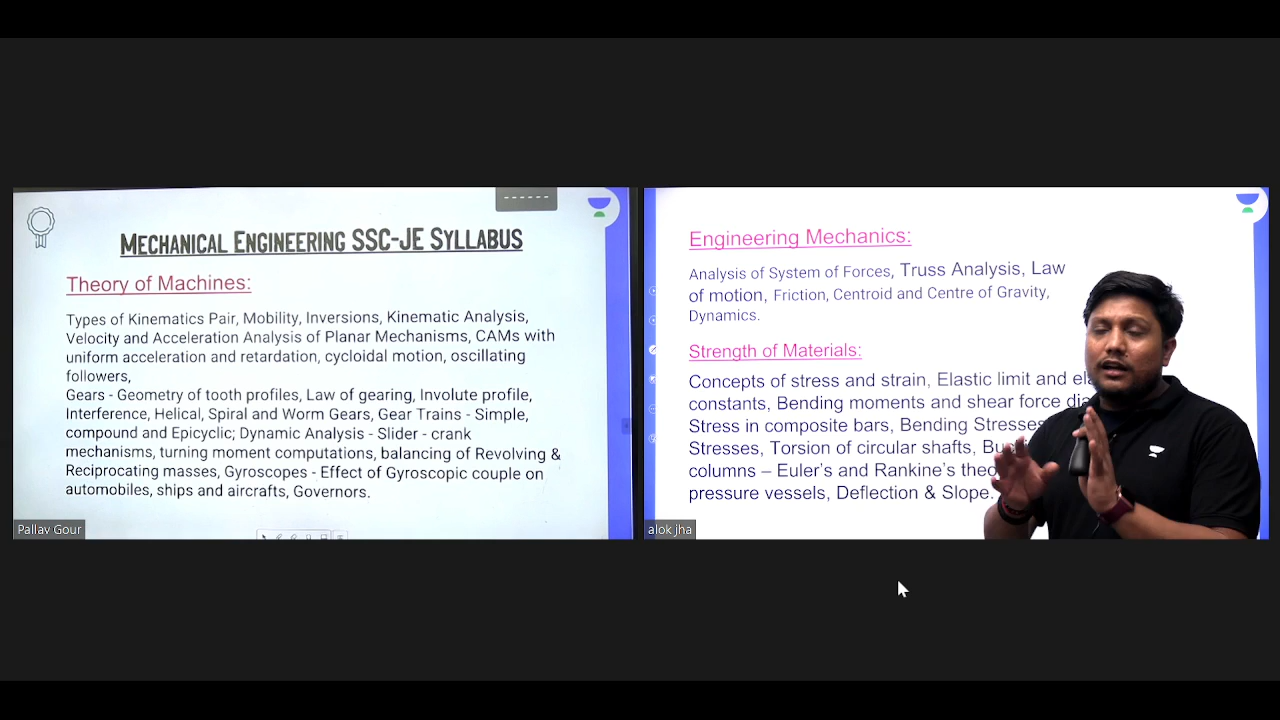 MECHANICAL ENGINEERING SSC-JE SYLLABUS
Theory of Machines:
Types of Kinematics Pair, Mobility, Inversions, Kinematic Analysis,
Velocity and Acceleration Analysis of Planar Mechanisms, CAMs with
uniform acceleration and retardation, cycloidal motion, oscillating
followers,
Gears - Geometry of tooth profiles, Law of gearing, Involute profile,
Interference, Helical, Spiral and Worm Gears, Gear Trains - Simple,
compound and Epicyclic; Dynamic Analysis - Slider - crank
mechanisms, turning moment computations, balancing of Revolving &
Reciprocating masses, Gyroscopes - Effect of Gyroscopic couple on
automobiles, ships and aircrafts, Governors.
Pallav Gour
Engineering Mechanics:
Analysis of System of Forces, Truss Analysis, Law
of motion, Friction, Centroid and Centre of Gravity,
Dynamics.
Strength of Materials:
Concepts of stress and strain, Elastic limit and
constants, Bending moments and shear force
Stress in composite bars, Bending Stresses
Stresses, Torsion of circular shafts,
columns – Euler's and Rankine's
pressure vessels, Deflection & Slope.
alok jha